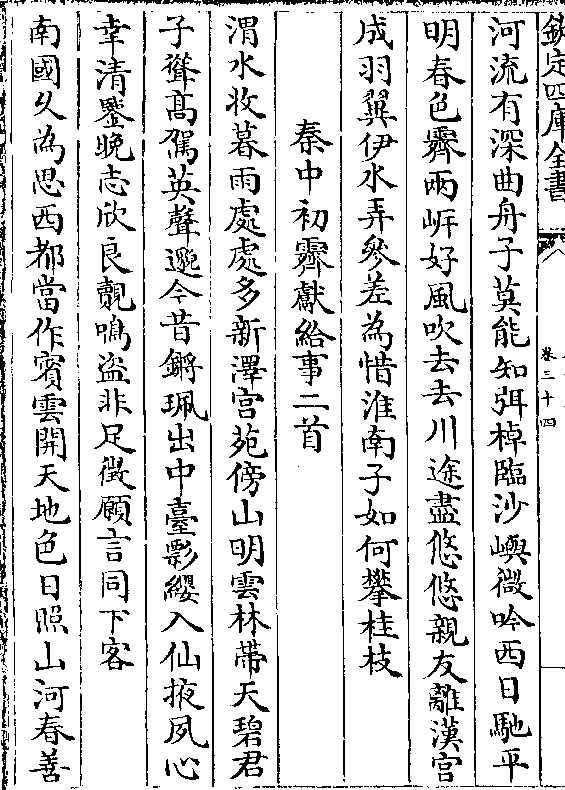 欽定四庫全書
卷三十四
河流有深曲舟子莫能知弭棹臨沙嶼微吟西日馳平
明春色霽兩岸好風吹去去川途盡悠悠親友離漢宮
成羽翼伊水弄參差為惜淮南子如何攀桂枝
秦中初霽獻給事二首
渭水收暮雨處處多新澤宮苑傍山明雲林帶天碧君
子聳高駕英聲邈今昔鏘珮出中臺影纓入仙掖夙心
幸清鑒晚志欣良覿鳴盜非足徵願言同下客
南國久為思西都當作賓雲開天地色日照山河春善